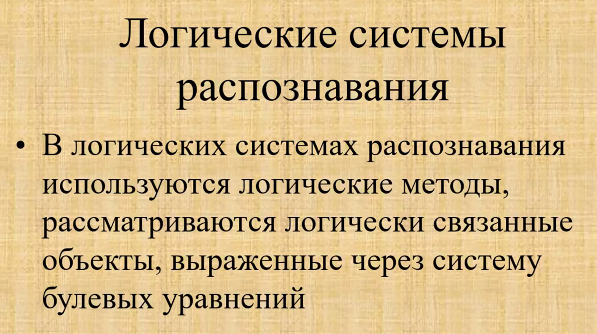 Логические системы
распознавания
• В логических системах распознавания
используются логические методы,
рассматриваются логически связанные
объекты, выраженные через систему
булевых уравнений